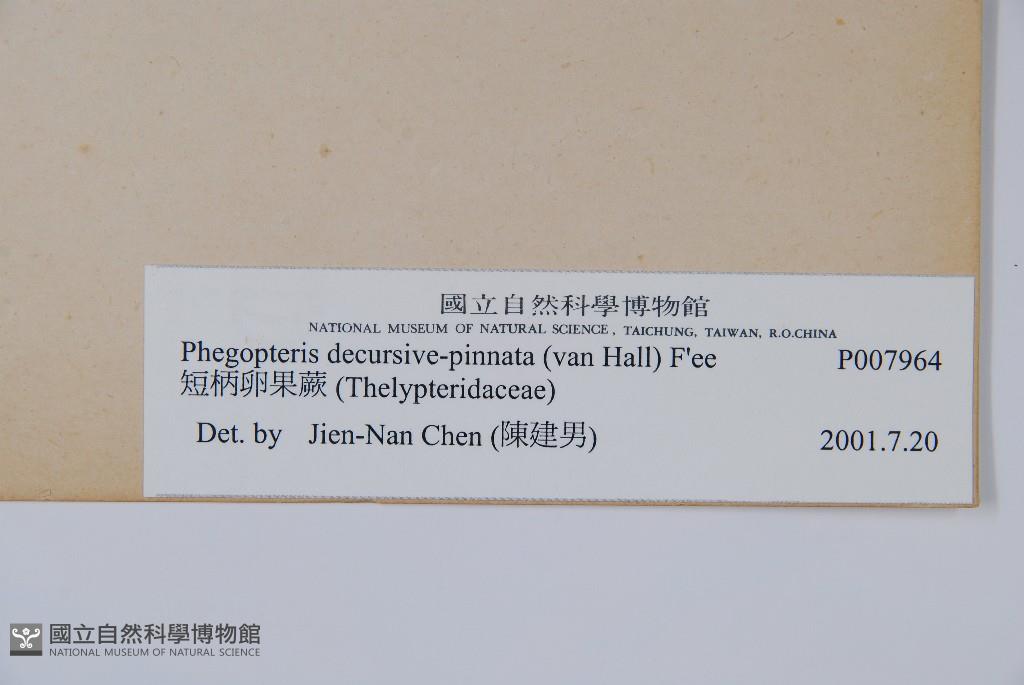 國立自然科學博物館
NATIONAL MUSEUM OF NATURAL SCIENCE, TAICHUNG, TAIWAN, R.O.CHINA
Phegopteris decursive-pinnata (van Hall) F'ee P007964
短柄卵果蕨 (Thelypteridaceae)
Det. by Jien-Nan Chen (陳建男) 2001.7.20
國立自然科學博物館
NATIONAL MUSEUM OF NATURAL SCIENCE